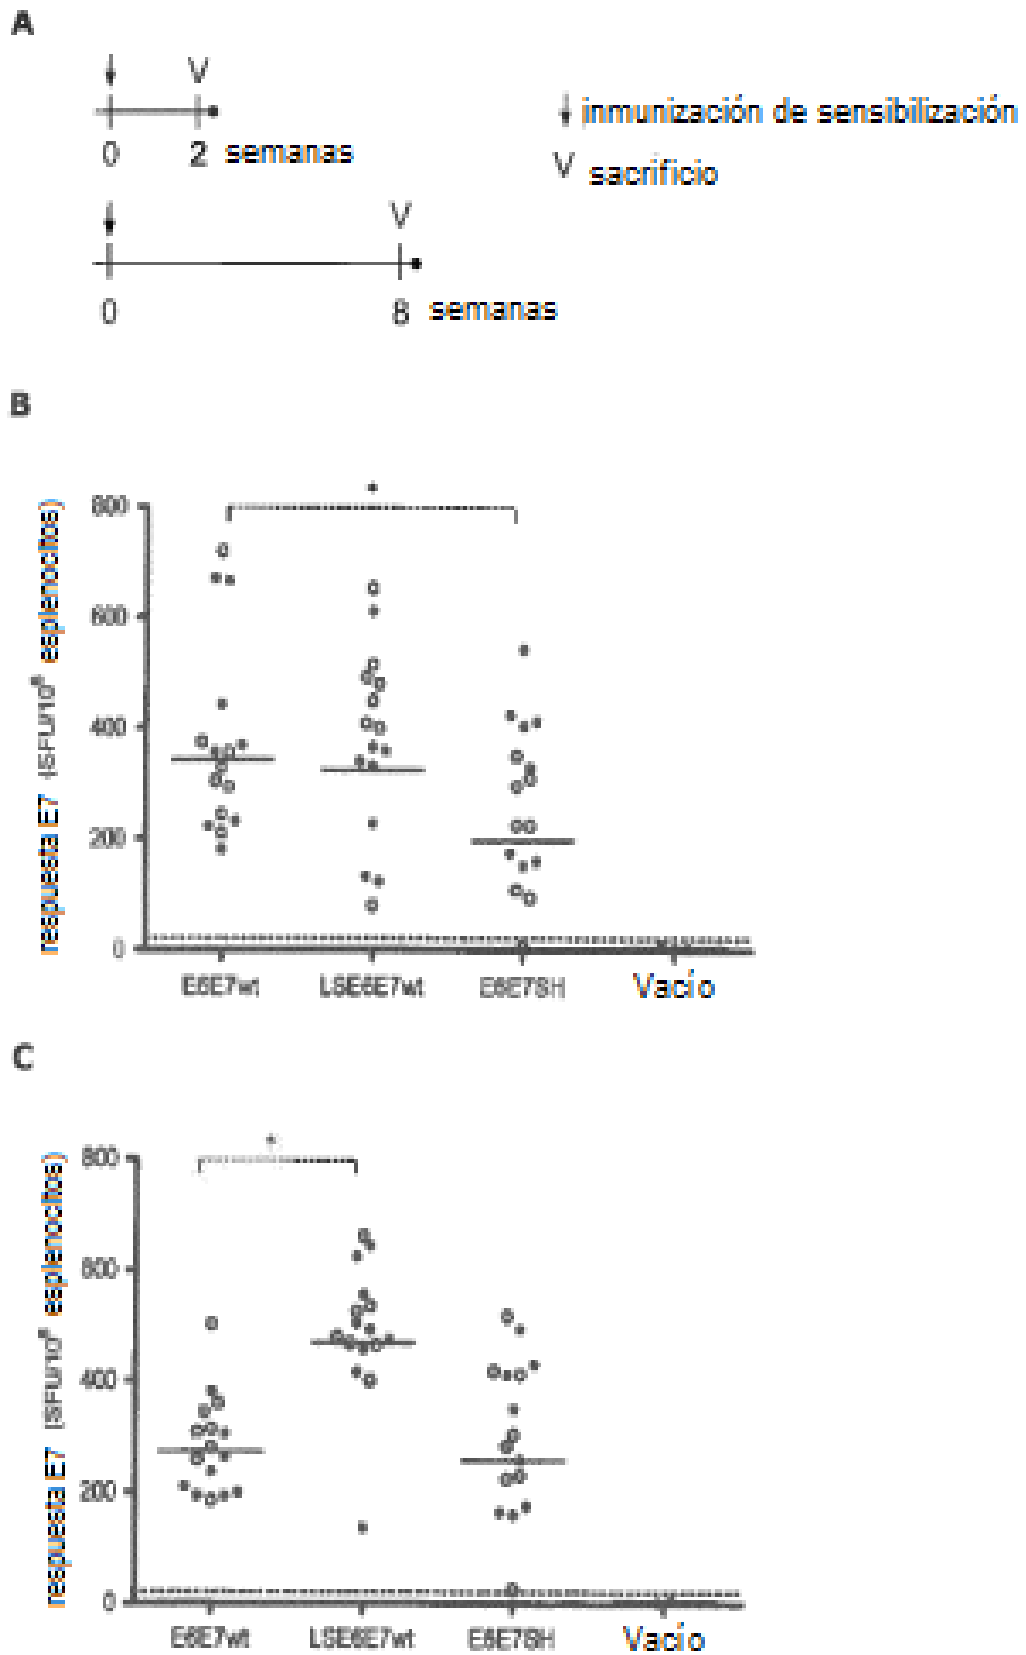 A
V
0 2 semanas
↓ inmunización de sensibilización
V sacrificio
V
0 8 semanas
B
respuesta E7 (SFU/10⁶ esplenocitos)
800
600
400
200
0
*
E6E7wt LSE6E7wt E6E7SH Vacío
C
respuesta E7 (SFU/10⁶ esplenocitos)
800
600
400
200
0
*
E6E7wt LSE6E7wt E6E7SH Vacío